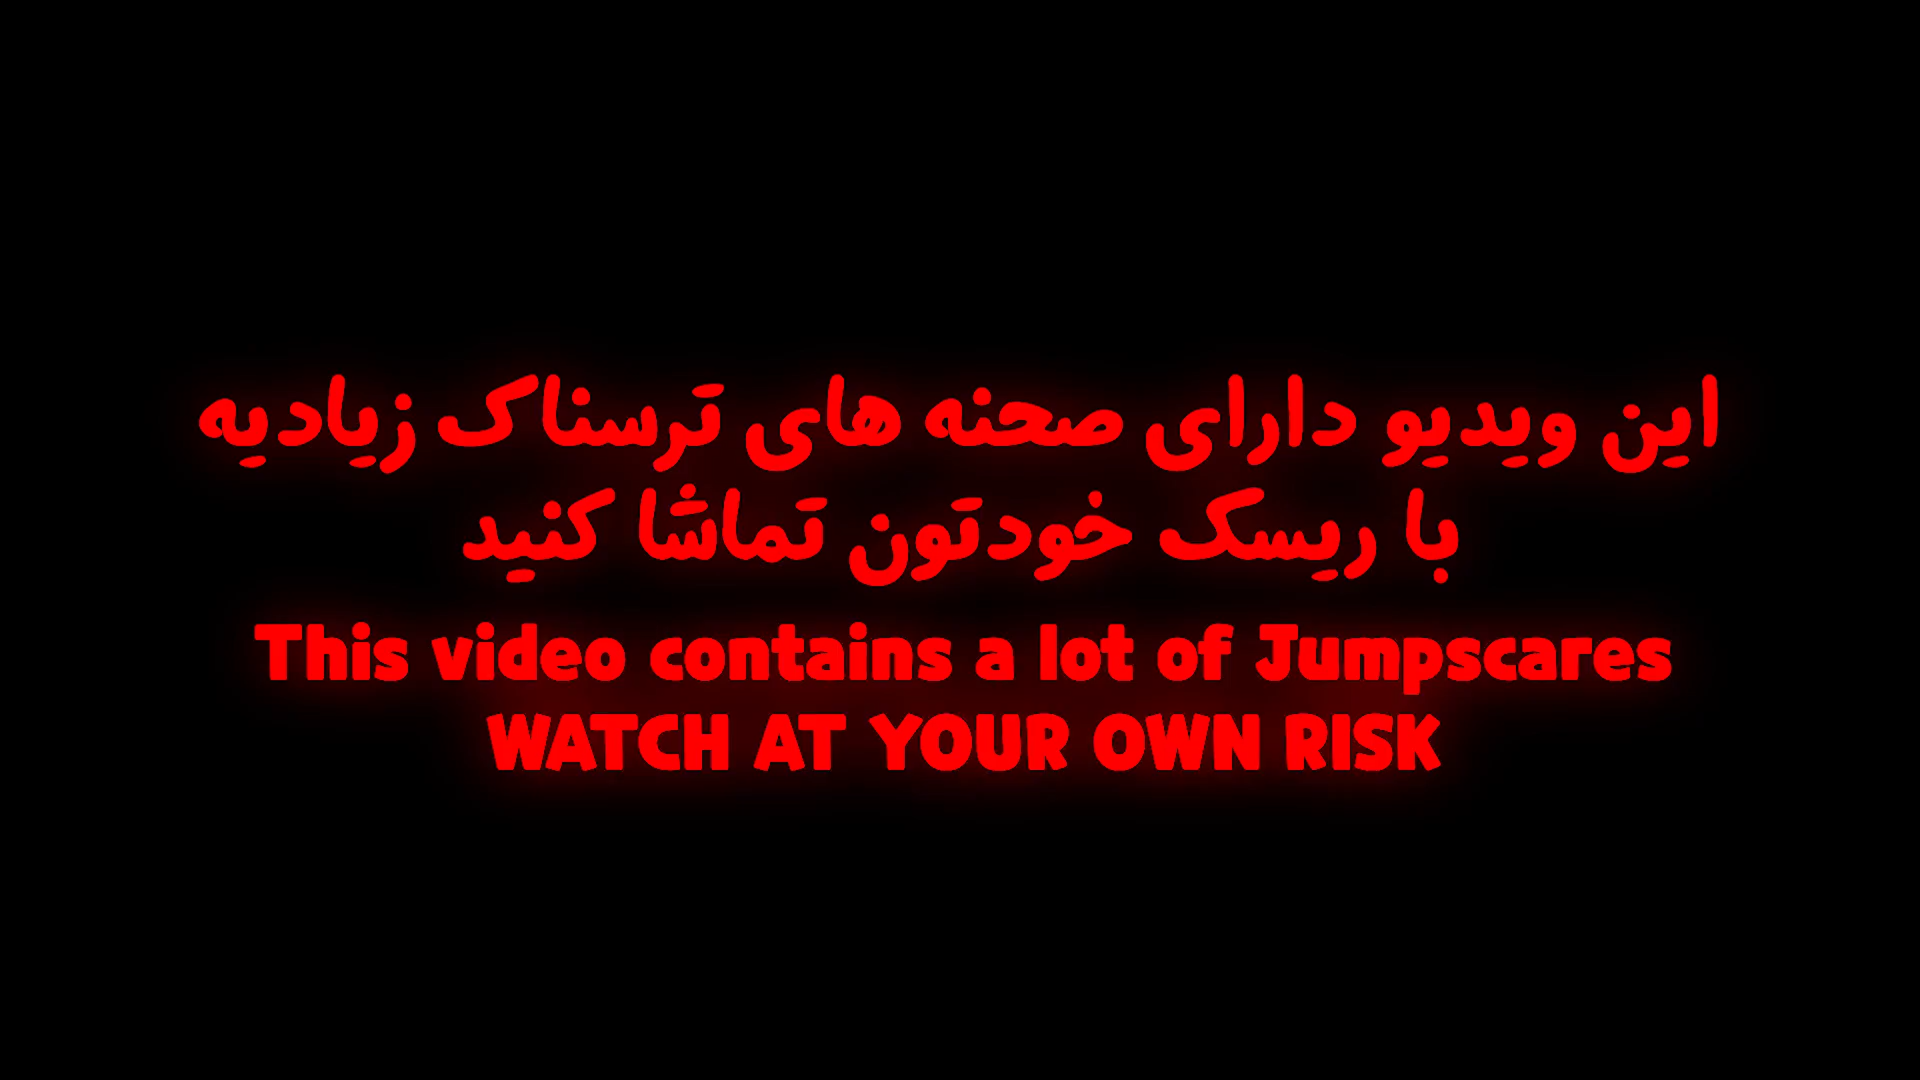 این ویدیو دارای صحنه های ترسناک زیادیه
با ریسک خودتون تماشا کنید
This video contains a lot of Jumpscares
WATCH AT YOUR OWN RISK